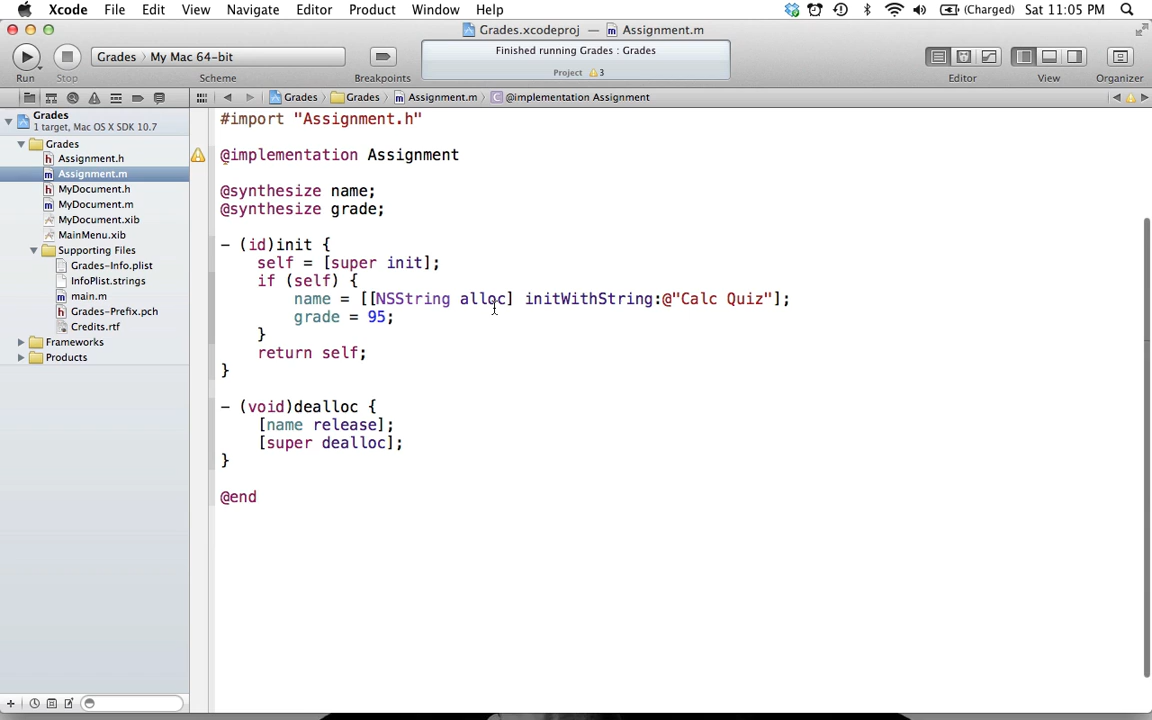 Xcode File Edit View Navigate Editor Product Window Help (Charged) Sat 11:05 PM
Grades.xcodeproj — Assignment.m
Grades › My Mac 64-bit
Finished running Grades : Grades
Project 3
Run Stop Scheme Breakpoints Editor View Organizer
Grades › Grades › Assignment.m › C @implementation Assignment
Grades
1 target, Mac OS X SDK 10.7
Grades
h Assignment.h
m Assignment.m
h MyDocument.h
m MyDocument.m
MyDocument.xib
MainMenu.xib
Supporting Files
Grades-Info.plist
InfoPlist.strings
m main.m
h Grades-Prefix.pch
Credits.rtf
Frameworks
Products
#import "Assignment.h"
@implementation Assignment
@synthesize name;
@synthesize grade;
- (id)init {
self = [super init];
if (self) {
name = [[NSString alloc] initWithString:@"Calc Quiz"];
grade = 95;
}
return self;
}
- (void)dealloc {
[name release];
[super dealloc];
}
@end